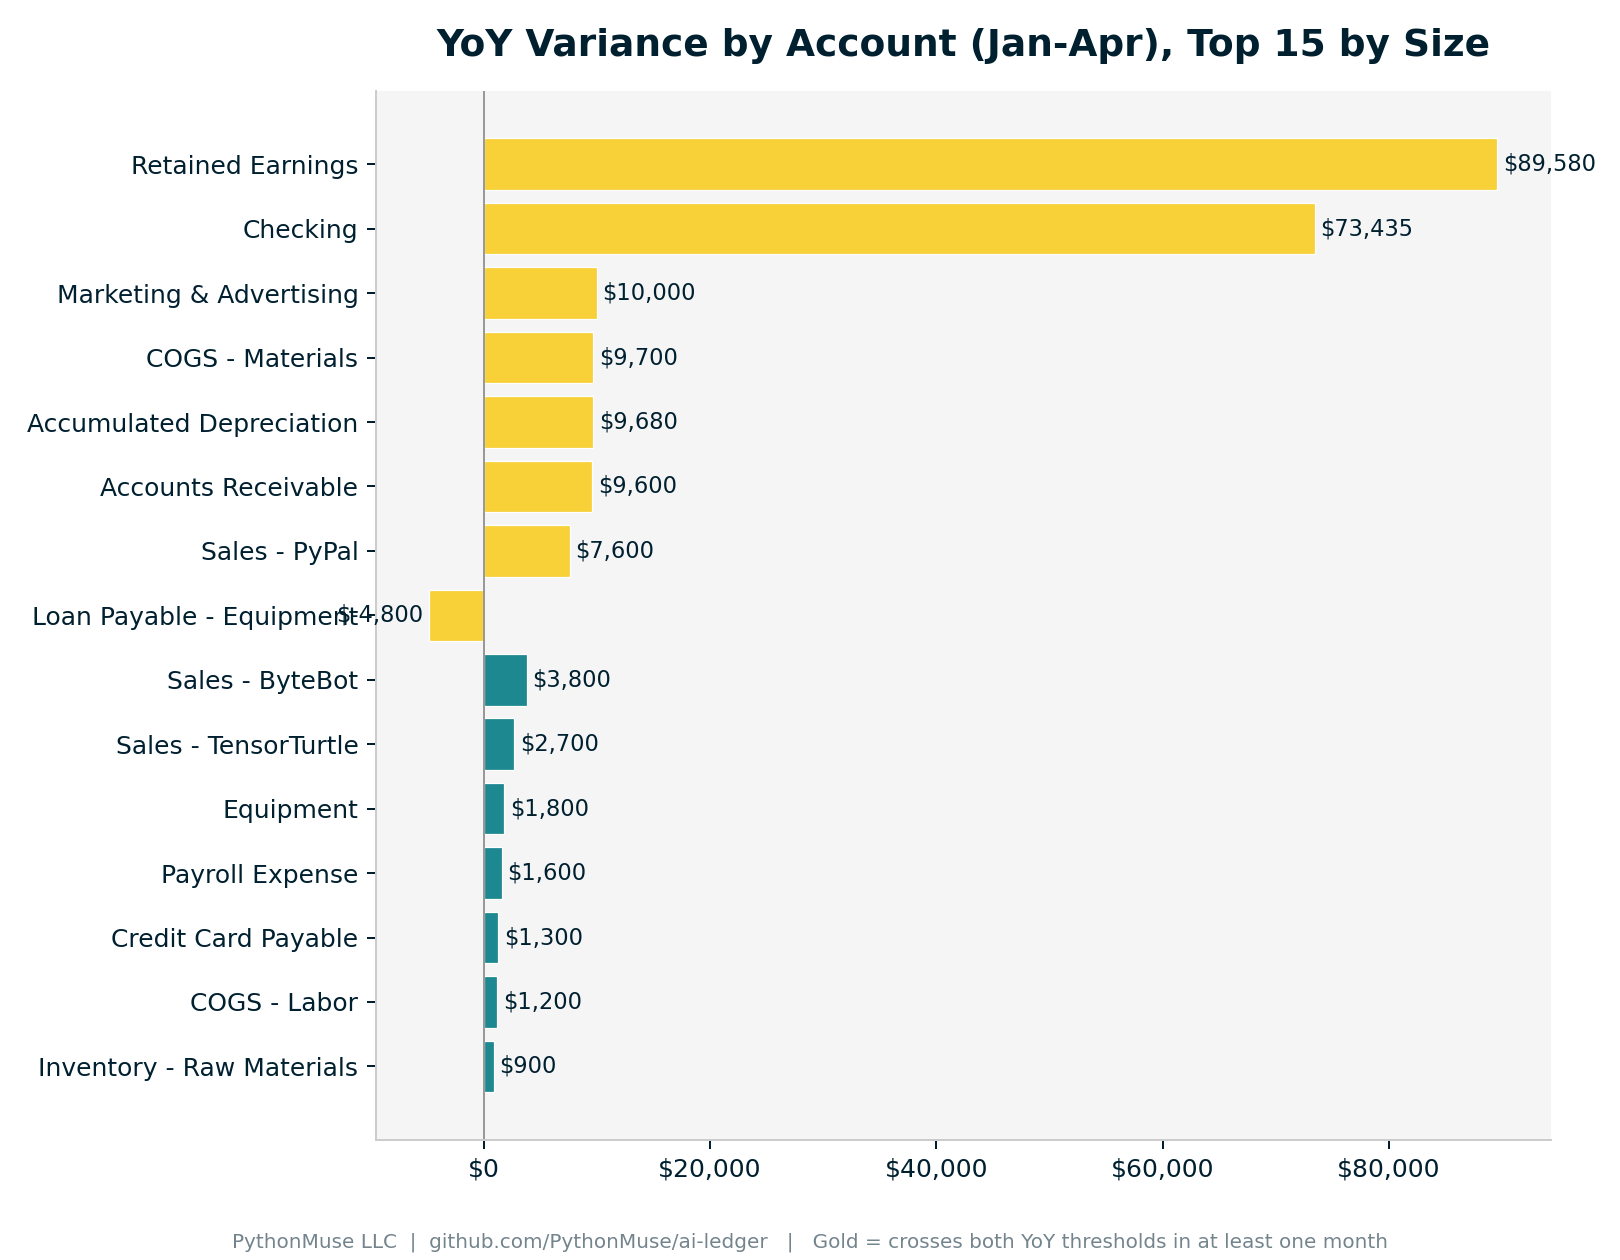 YoY Variance by Account (Jan-Apr), Top 15 by Size
Retained Earnings $89,580
Checking $73,435
Marketing & Advertising $10,000
COGS - Materials $9,700
Accumulated Depreciation $9,680
Accounts Receivable $9,600
Sales - PyPal $7,600
Loan Payable - Equipment $-4,800
Sales - ByteBot $3,800
Sales - TensorTurtle $2,700
Equipment $1,800
Payroll Expense $1,600
Credit Card Payable $1,300
COGS - Labor $1,200
Inventory - Raw Materials $900
$0 $20,000 $40,000 $60,000 $80,000
PythonMuse LLC | github.com/PythonMuse/ai-ledger | Gold = crosses both YoY thresholds in at least one month